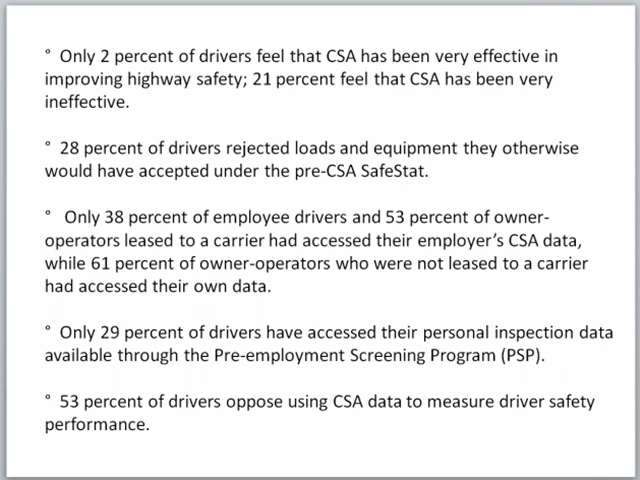 ° Only 2 percent of drivers feel that CSA has been very effective in
improving highway safety; 21 percent feel that CSA has been very
ineffective.
° 28 percent of drivers rejected loads and equipment they otherwise
would have accepted under the pre-CSA SafeStat.
° Only 38 percent of employee drivers and 53 percent of owner-
operators leased to a carrier had accessed their employer’s CSA data,
while 61 percent of owner-operators who were not leased to a carrier
had accessed their own data.
° Only 29 percent of drivers have accessed their personal inspection data
available through the Pre-employment Screening Program (PSP).
° 53 percent of drivers oppose using CSA data to measure driver safety
performance.